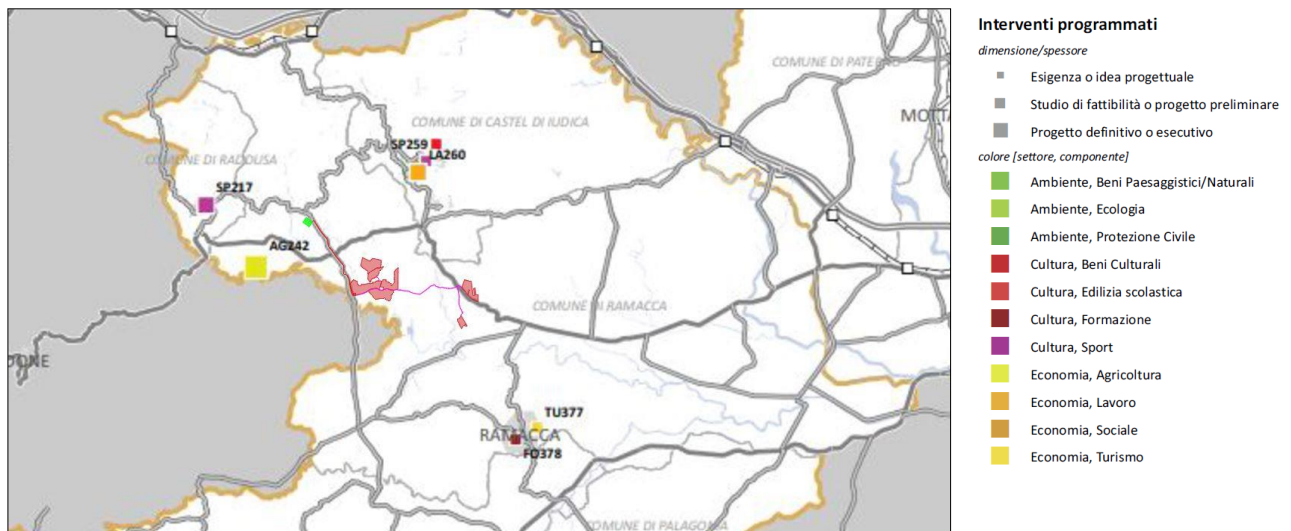 COMUNE DI PATERNO
MOTTA
COMUNE DI CASTEL DI IUDICA
SP259
LA260
COMUNE DI RADDUSA
SP217
AG242
COMUNE DI RAMACCA
DONE
TU377
RAMACCA
FO378
COMUNE DI PALAGONIA
Interventi programmati
dimensione/spessore
Esigenza o idea progettuale
Studio di fattibilità o progetto preliminare
Progetto definitivo o esecutivo
colore [settore, componente]
Ambiente, Beni Paesaggistici/Naturali
Ambiente, Ecologia
Ambiente, Protezione Civile
Cultura, Beni Culturali
Cultura, Edilizia scolastica
Cultura, Formazione
Cultura, Sport
Economia, Agricoltura
Economia, Lavoro
Economia, Sociale
Economia, Turismo